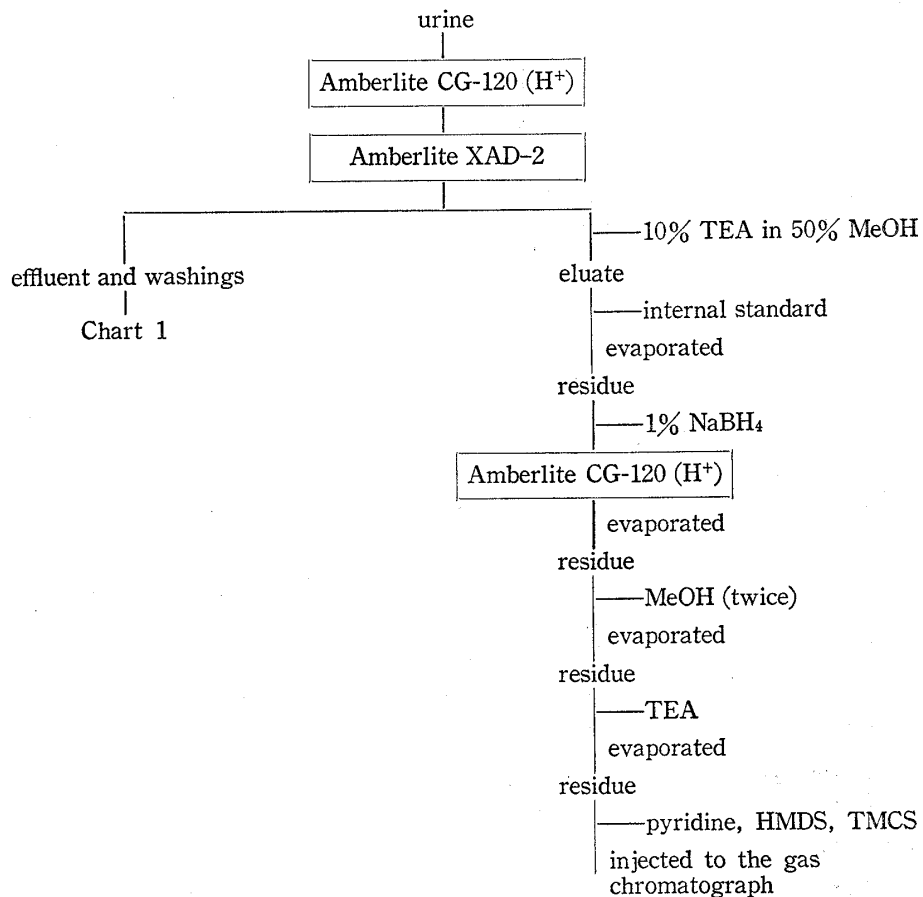 urine
Amberlite CG-120 (H⁺)
Amberlite XAD-2
10% TEA in 50% MeOH
effluent and washings
eluate
Chart 1
internal standard
evaporated
residue
1% NaBH₄
Amberlite CG-120 (H⁺)
evaporated
residue
MeOH (twice)
evaporated
residue
TEA
evaporated
residue
pyridine, HMDS, TMCS
injected to the gas
chromatograph